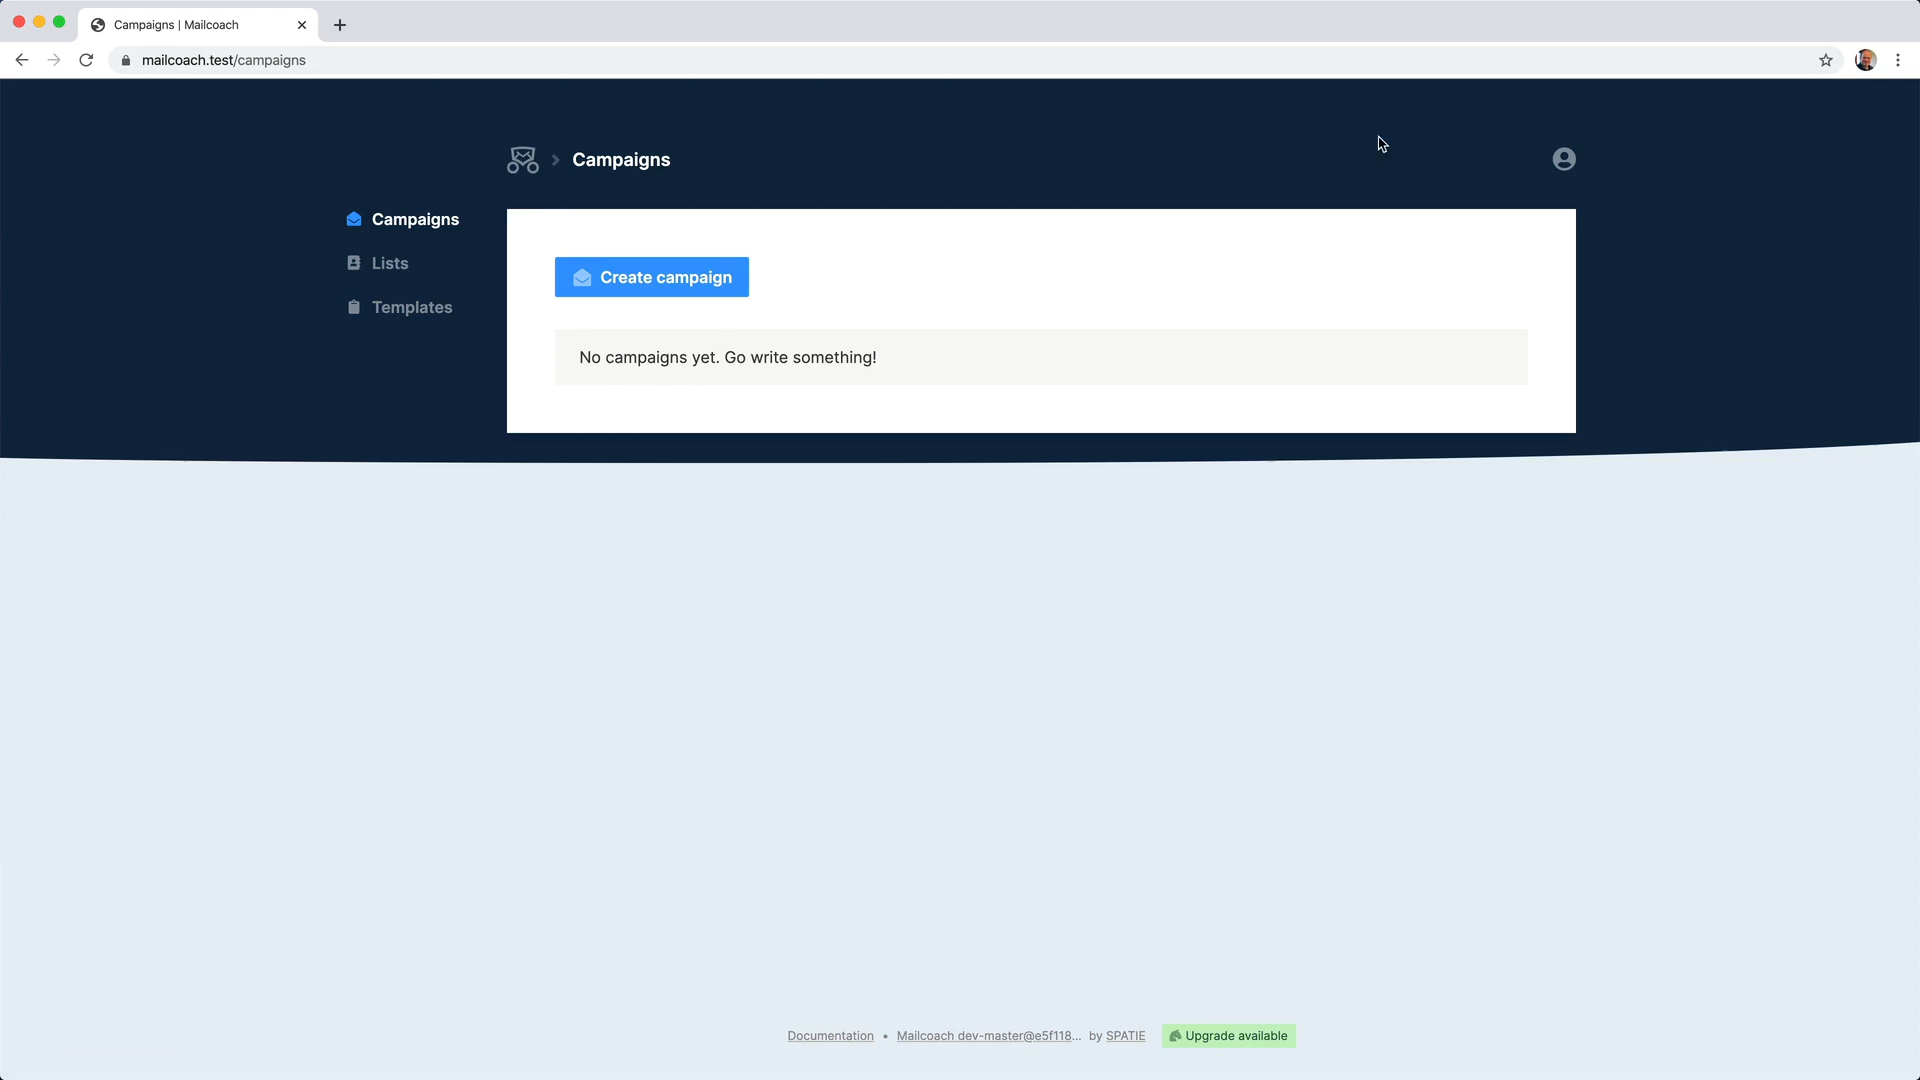 Campaigns | Mailcoach
mailcoach.test/campaigns
Campaigns
Campaigns
Lists
Templates
Create campaign
No campaigns yet. Go write something!
Documentation • Mailcoach dev-master@e5f118... by SPATIE Upgrade available